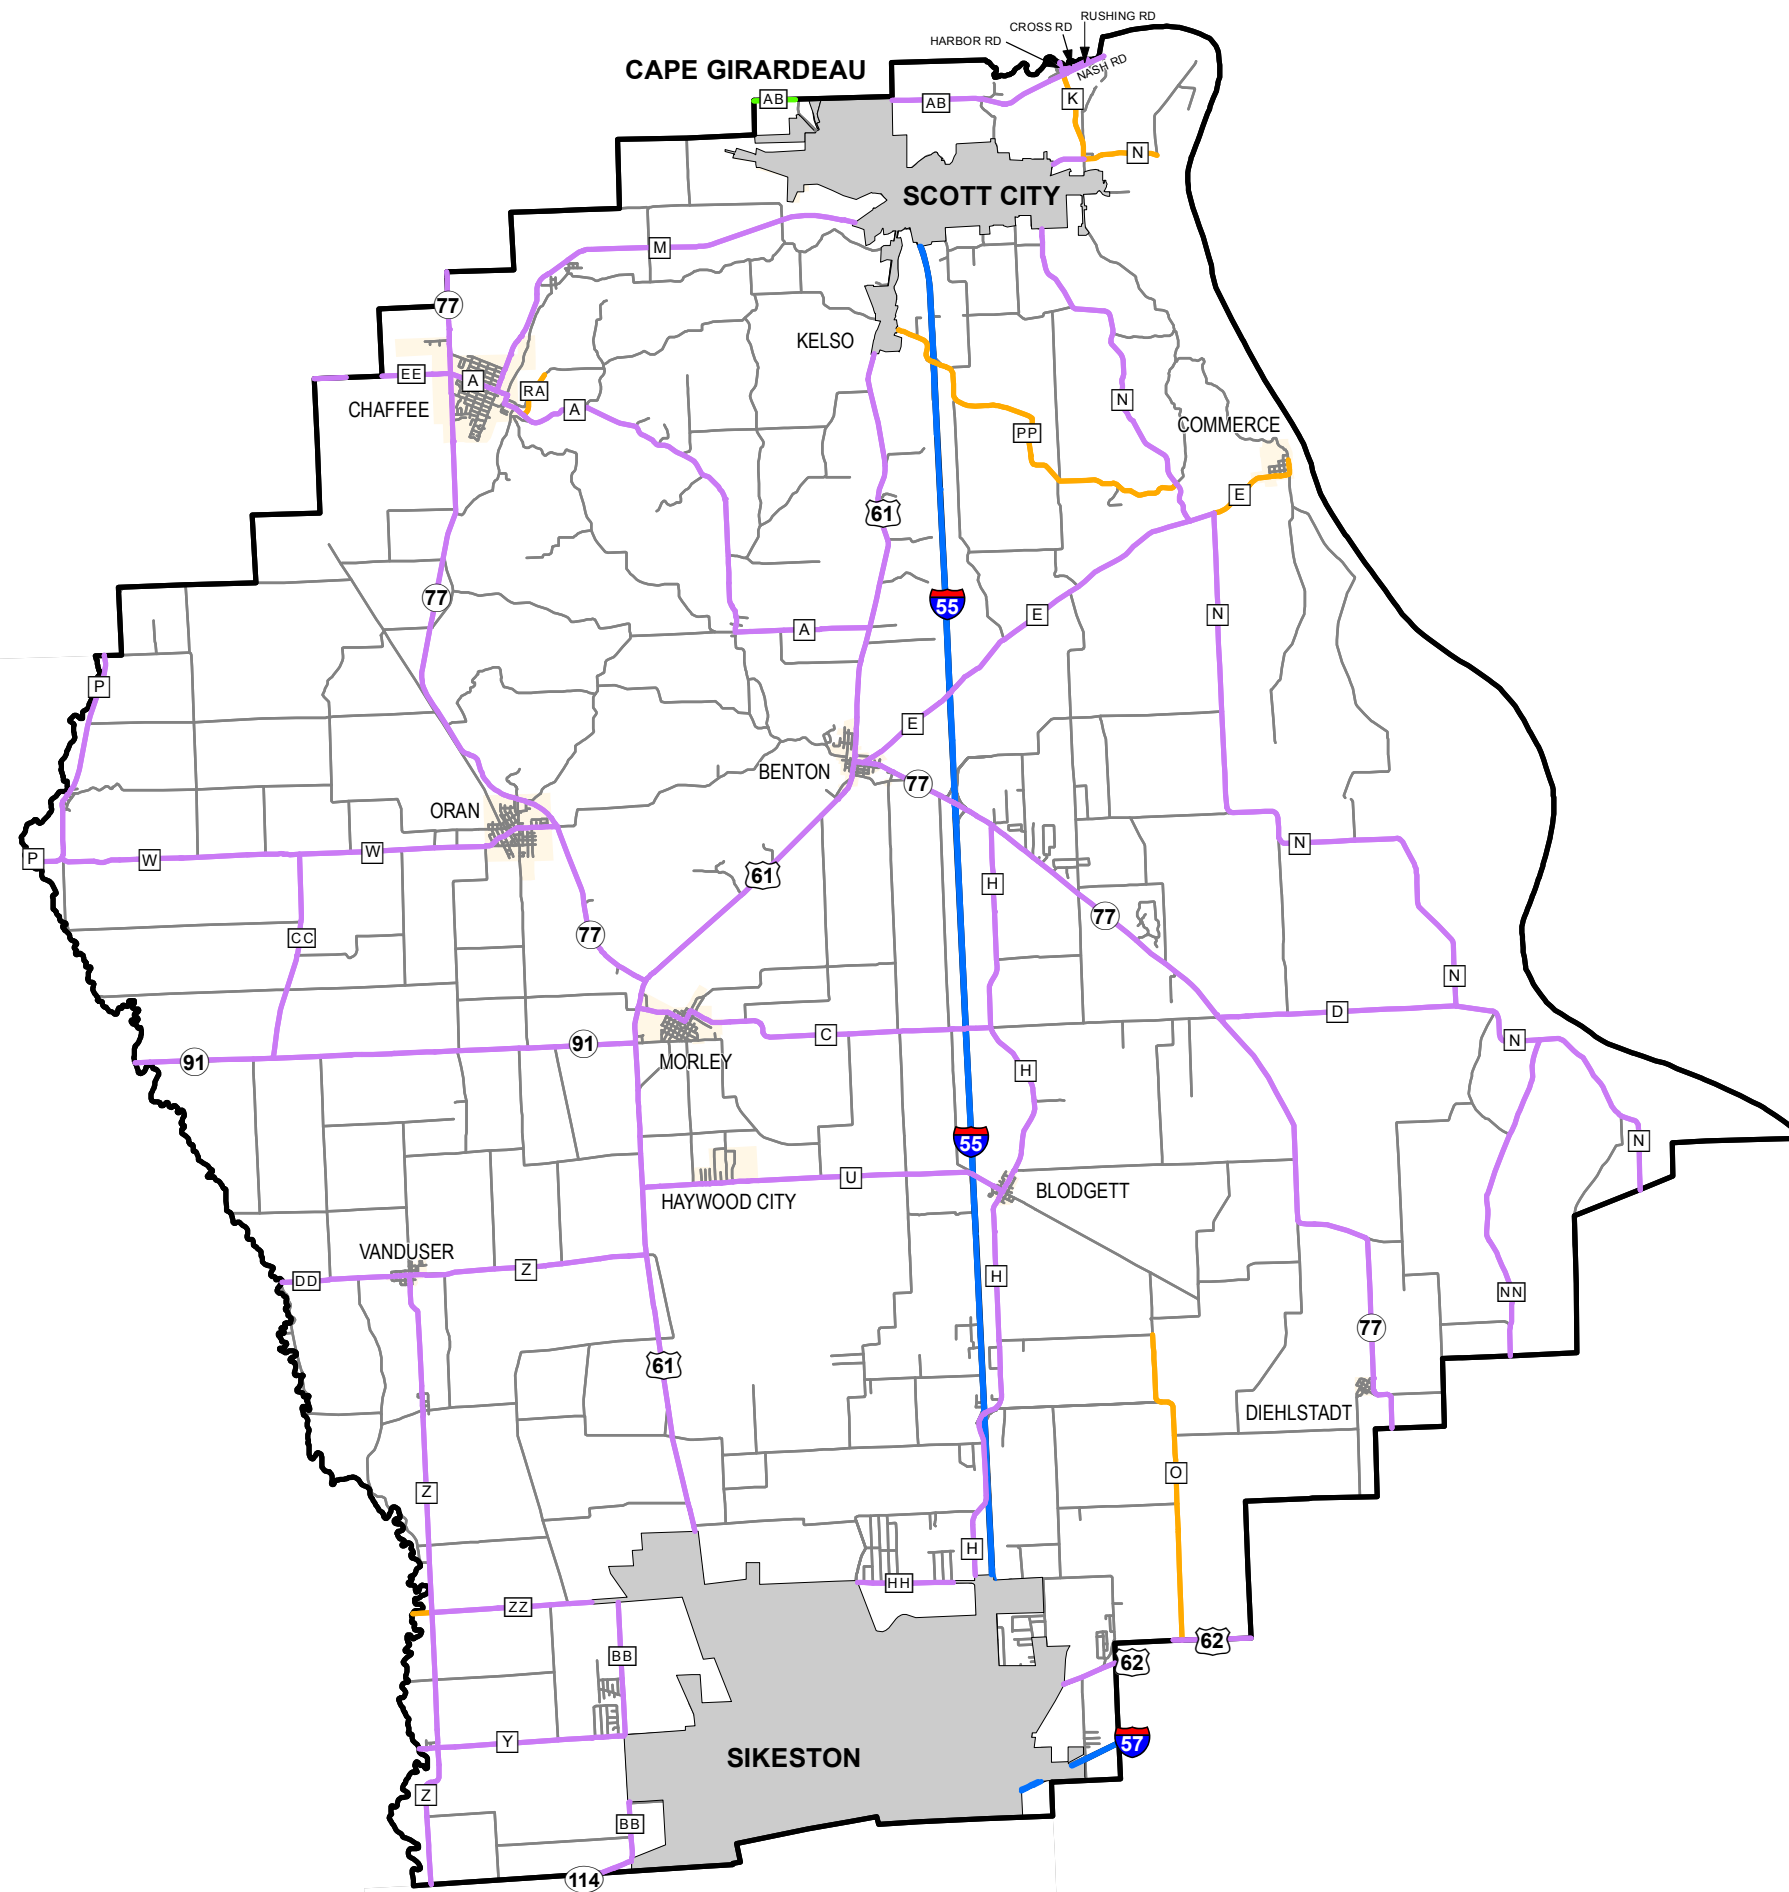 RUSHING RD
CROSS RD
HARBOR RD
NASH RD
CAPE GIRARDEAU
AB
AB
K
N
SCOTT CITY
M
77
KELSO
EE
A
RA
A
CHAFFEE
N
COMMERCE
PP
E
61
77
55
E
N
A
P
E
BENTON
77
ORAN
N
W
W
P
61
H
77
CC
77
N
D
C
91
91
MORLEY
N
H
55
N
U
BLODGETT
HAYWOOD CITY
VANDUSER
Z
DD
H
NN
77
61
DIEHLSTADT
O
Z
H
HH
ZZ
62
BB
62
Y
57
SIKESTON
Z
BB
114